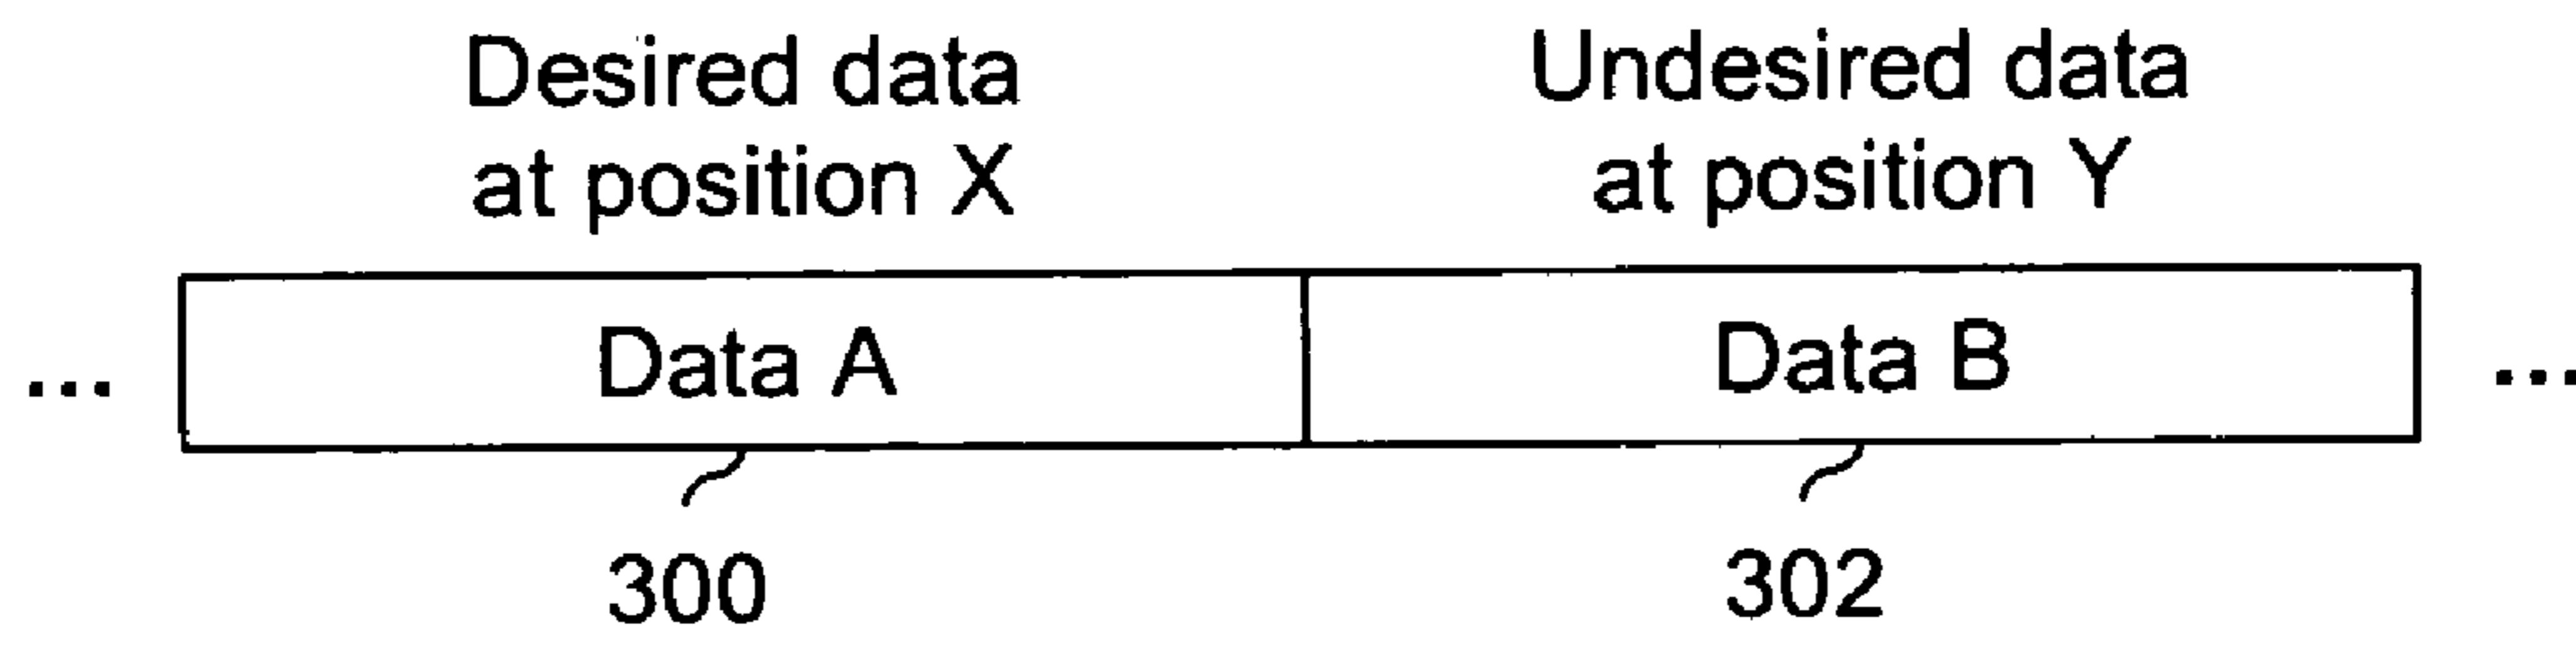 Desired data
at position X
Undesired data
at position Y
... Data A Data B ...
300 302